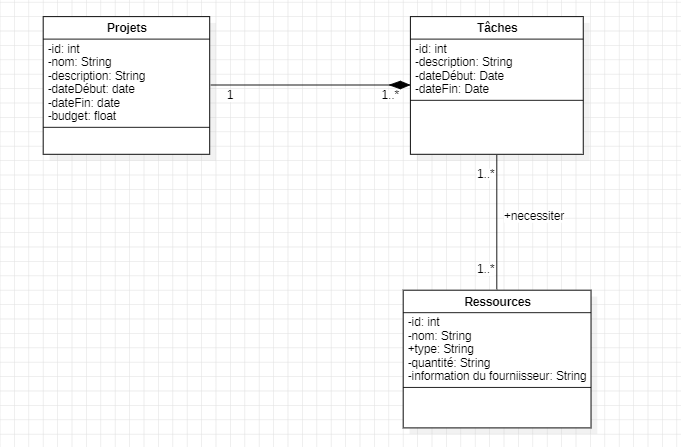 Projets
-id: int
-nom: String
-description: String
-dateDébut: date
-dateFin: date
-budget: float
1
1..*
Tâches
-id: int
-description: String
-dateDébut: Date
-dateFin: Date
1..*
+necessiter
1..*
Ressources
-id: int
-nom: String
+type: String
-quantité: String
-information du fourniisseur: String